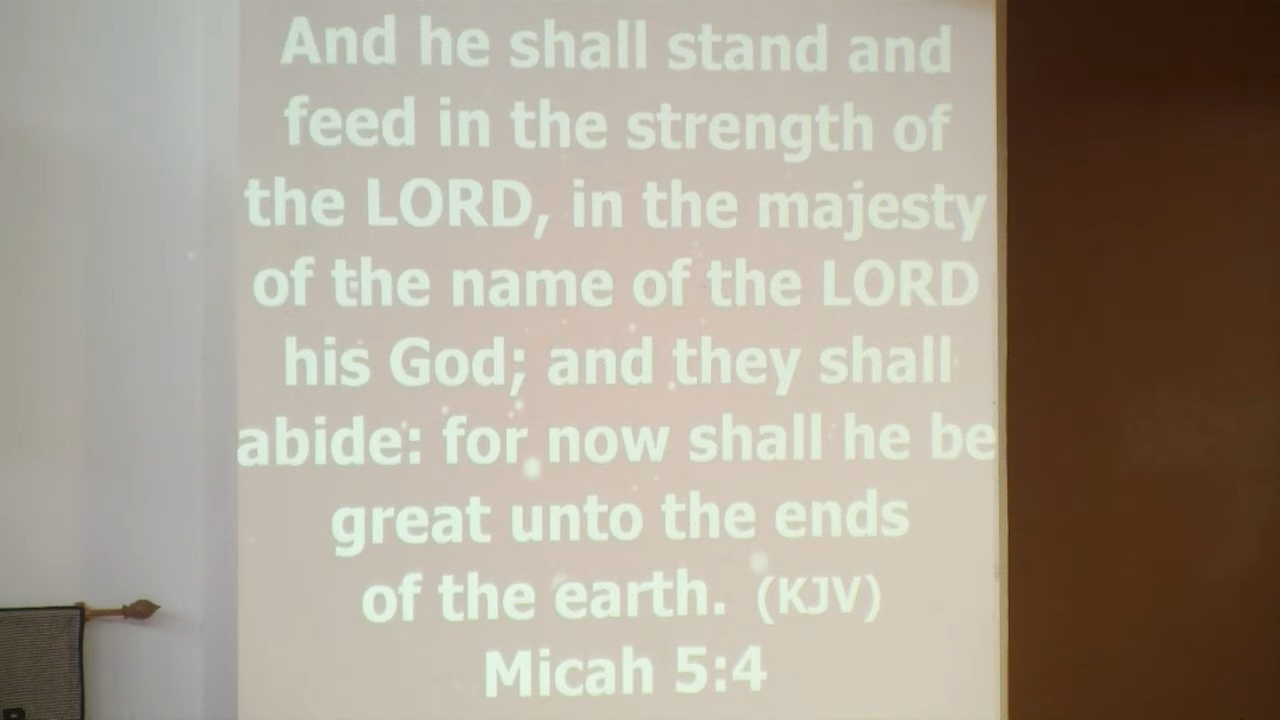 And he shall stand and
feed in the strength of
the LORD, in the majesty
of the name of the LORD
his God; and they shall
abide: for now shall he be
great unto the ends
of the earth. (KJV)
Micah 5:4